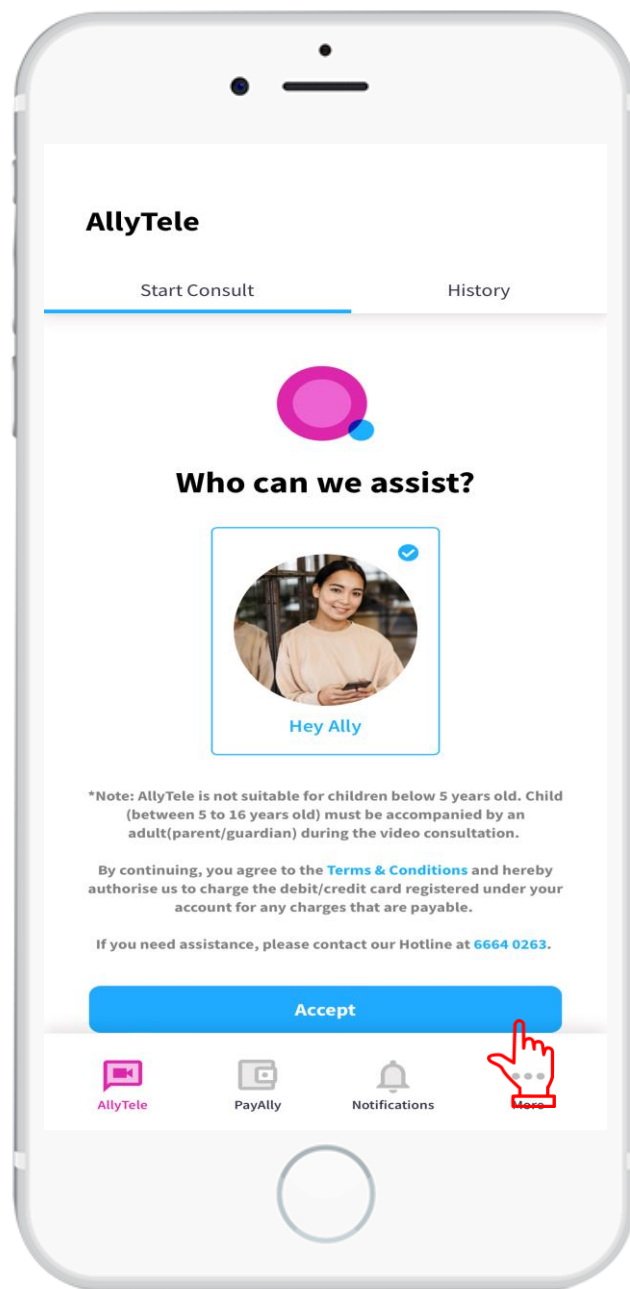 AllyTele
Start Consult
History
Who can we assist?
Hey Ally
*Note: AllyTele is not suitable for children below 5 years old. Child
(between 5 to 16 years old) must be accompanied by an
adult(parent/guardian) during the video consultation.
By continuing, you agree to the Terms & Conditions and hereby
authorise us to charge the debit/credit card registered under your
account for any charges that are payable.
If you need assistance, please contact our Hotline at 6664 0263.
Accept
AllyTele
PayAlly
Notifications
More